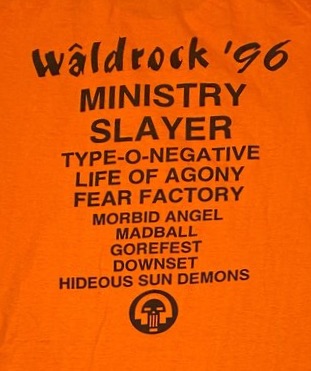 Wâldrock '96
MINISTRY
SLAYER
TYPE-O-NEGATIVE
LIFE OF AGONY
FEAR FACTORY
MORBID ANGEL
MADBALL
GOREFEST
DOWNSET
HIDEOUS SUN DEMONS